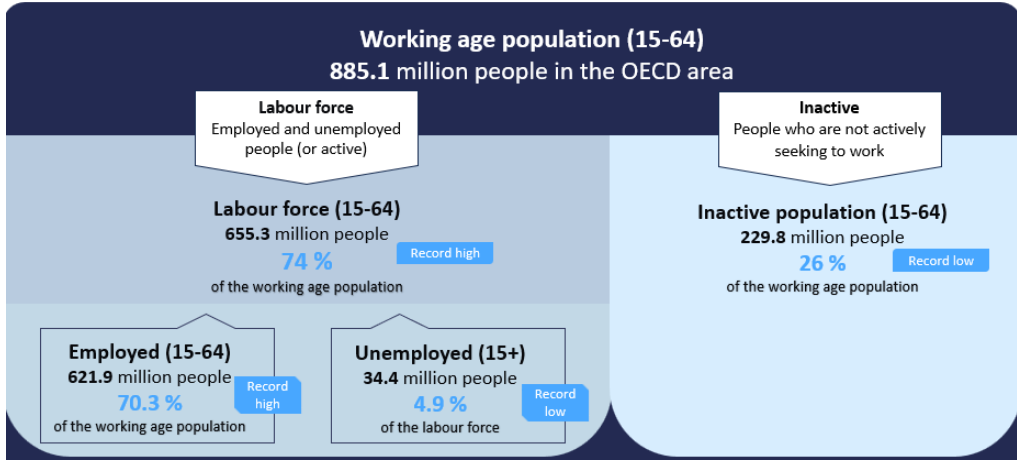 Working age population (15-64)
885.1 million people in the OECD area
Labour force
Employed and unemployed
people (or active)
Inactive
People who are not actively
seeking to work
Labour force (15-64)
655.3 million people
74 %
Record high
of the working age population
Inactive population (15-64)
229.8 million people
26 %
Record low
of the working age population
Employed (15-64)
621.9 million people
70.3 %
Record
high
of the working age population
Unemployed (15+)
34.4 million people
4.9 %
Record
low
of the labour force